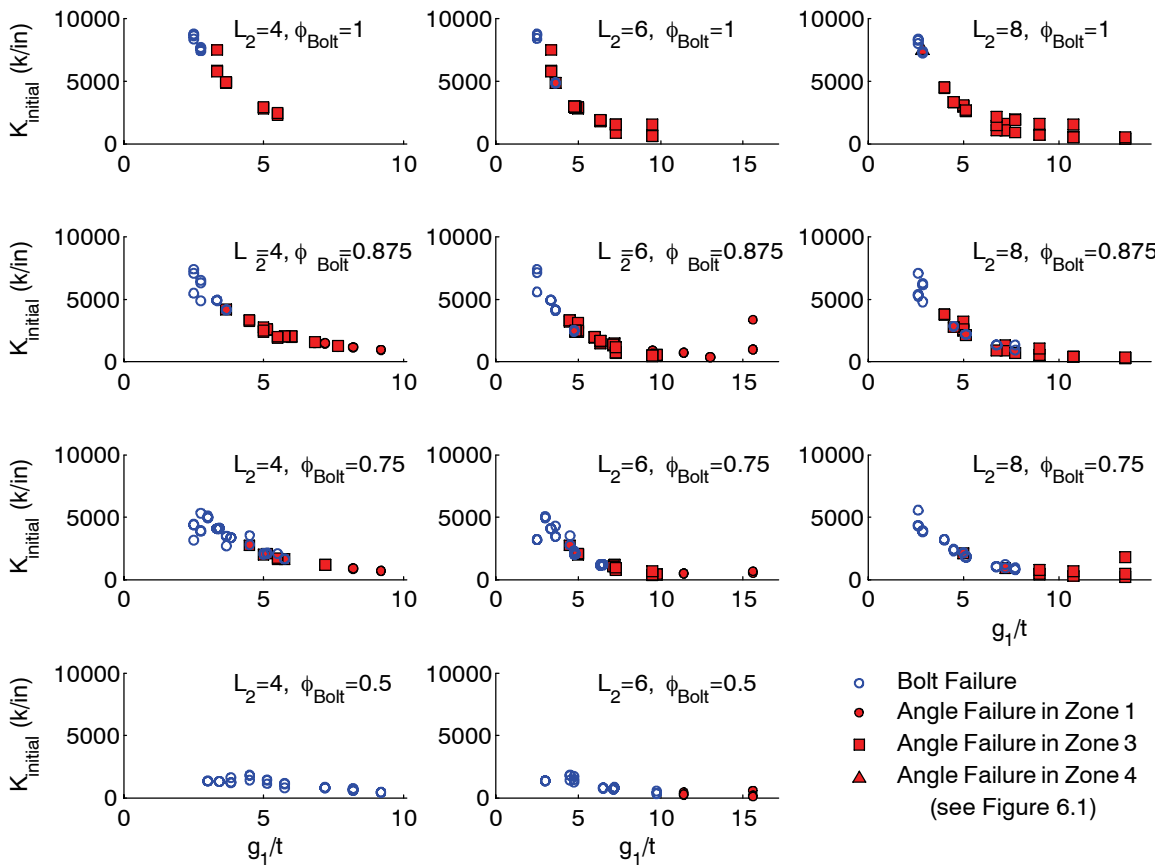 10000
5000
0
K_initial (k/in)
L_2=4, ϕ_Bolt=1
0 5 10
10000
5000
0
L_2=6, ϕ_Bolt=1
0 5 10 15
10000
5000
0
L_2=8, ϕ_Bolt=1
0 5 10
10000
5000
0
K_initial (k/in)
L_2=4, ϕ_Bolt=0.875
0 5 10
10000
5000
0
L_2=6, ϕ_Bolt=0.875
0 5 10 15
10000
5000
0
L_2=8, ϕ_Bolt=0.875
0 5 10
10000
5000
0
K_initial (k/in)
L_2=4, ϕ_Bolt=0.75
0 5 10
10000
5000
0
L_2=6, ϕ_Bolt=0.75
0 5 10 15
10000
5000
0
L_2=8, ϕ_Bolt=0.75
0 5 10
g_1/t
10000
5000
0
K_initial (k/in)
L_2=4, ϕ_Bolt=0.5
0 5 10
g_1/t
10000
5000
0
L_2=6, ϕ_Bolt=0.5
0 5 10 15
g_1/t
Bolt Failure
Angle Failure in Zone 1
Angle Failure in Zone 3
Angle Failure in Zone 4
(see Figure 6.1)